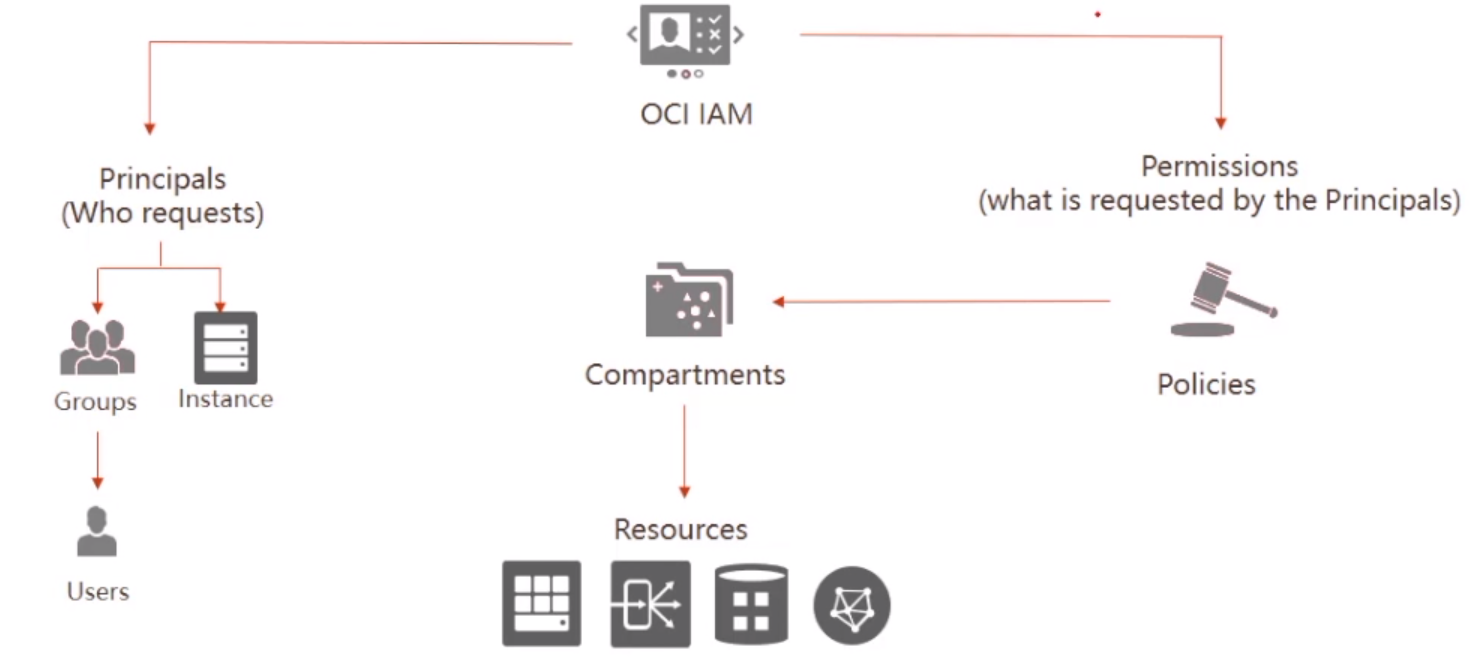 OCI IAM
Principals
(Who requests)
Permissions
(what is requested by the Principals)
Groups
Instance
Compartments
Policies
Users
Resources